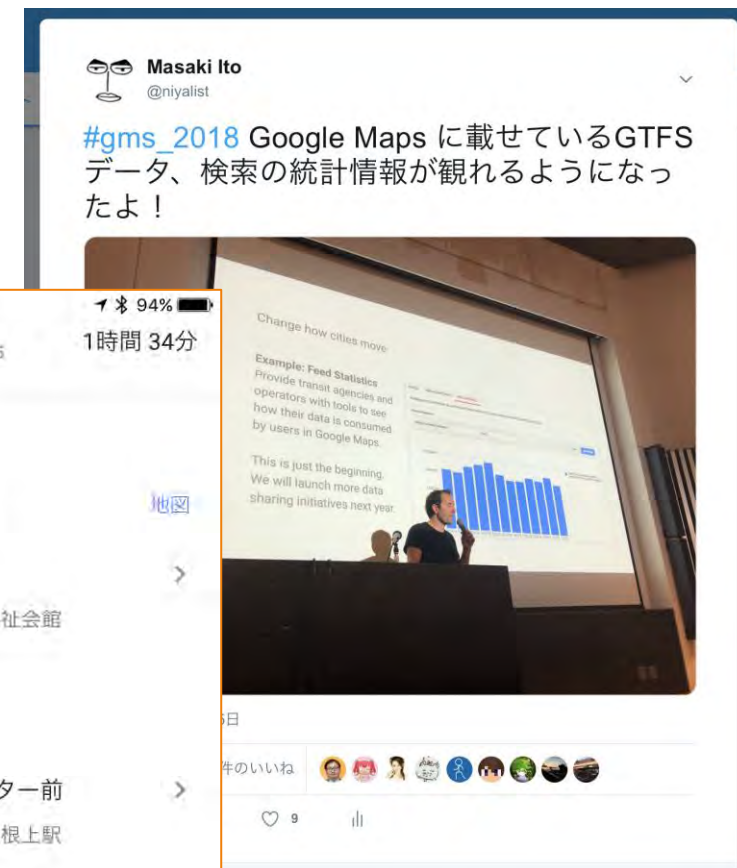 Masaki Ito
@niyalist
#gms_2018 Google Maps に載せているGTFS
データ、検索の統計情報が観れるようになっ
たよ！
Change how cities move
Example: Feed Statistics
Provide transit agencies and
operators with tools to see
how their data is consumed
by users in Google Maps.
This is just the beginning.
We will launch more data
sharing initiatives next year.
94%
1時間 34分
地図
祉会館
ター前
根上駅
日
件のいいね
9